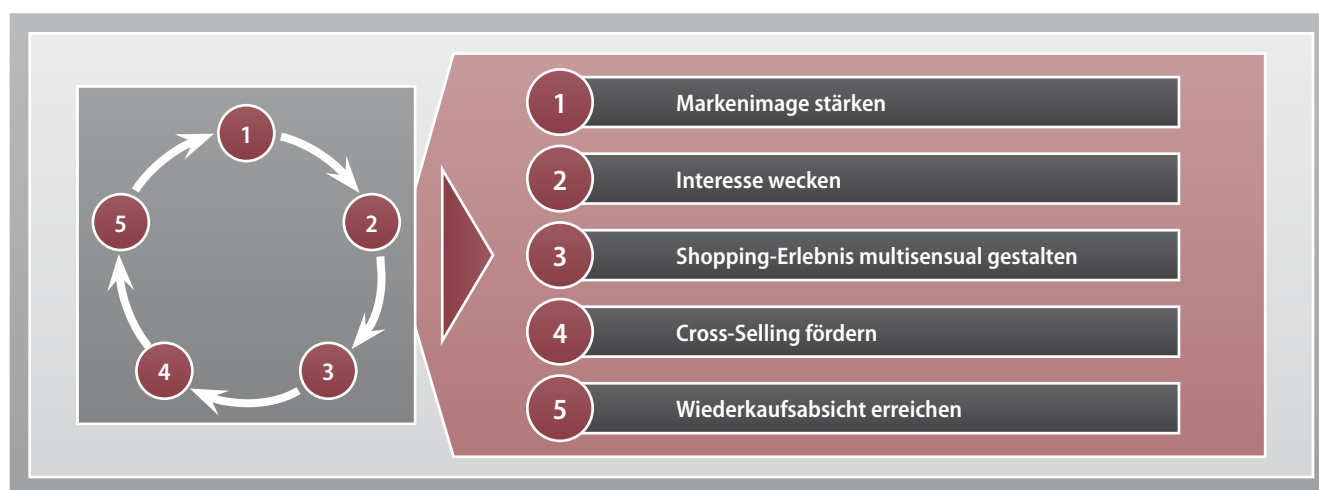 1
2
3
4
5
1 Markenimage stärken
2 Interesse wecken
3 Shopping-Erlebnis multisensual gestalten
4 Cross-Selling fördern
5 Wiederkaufsabsicht erreichen